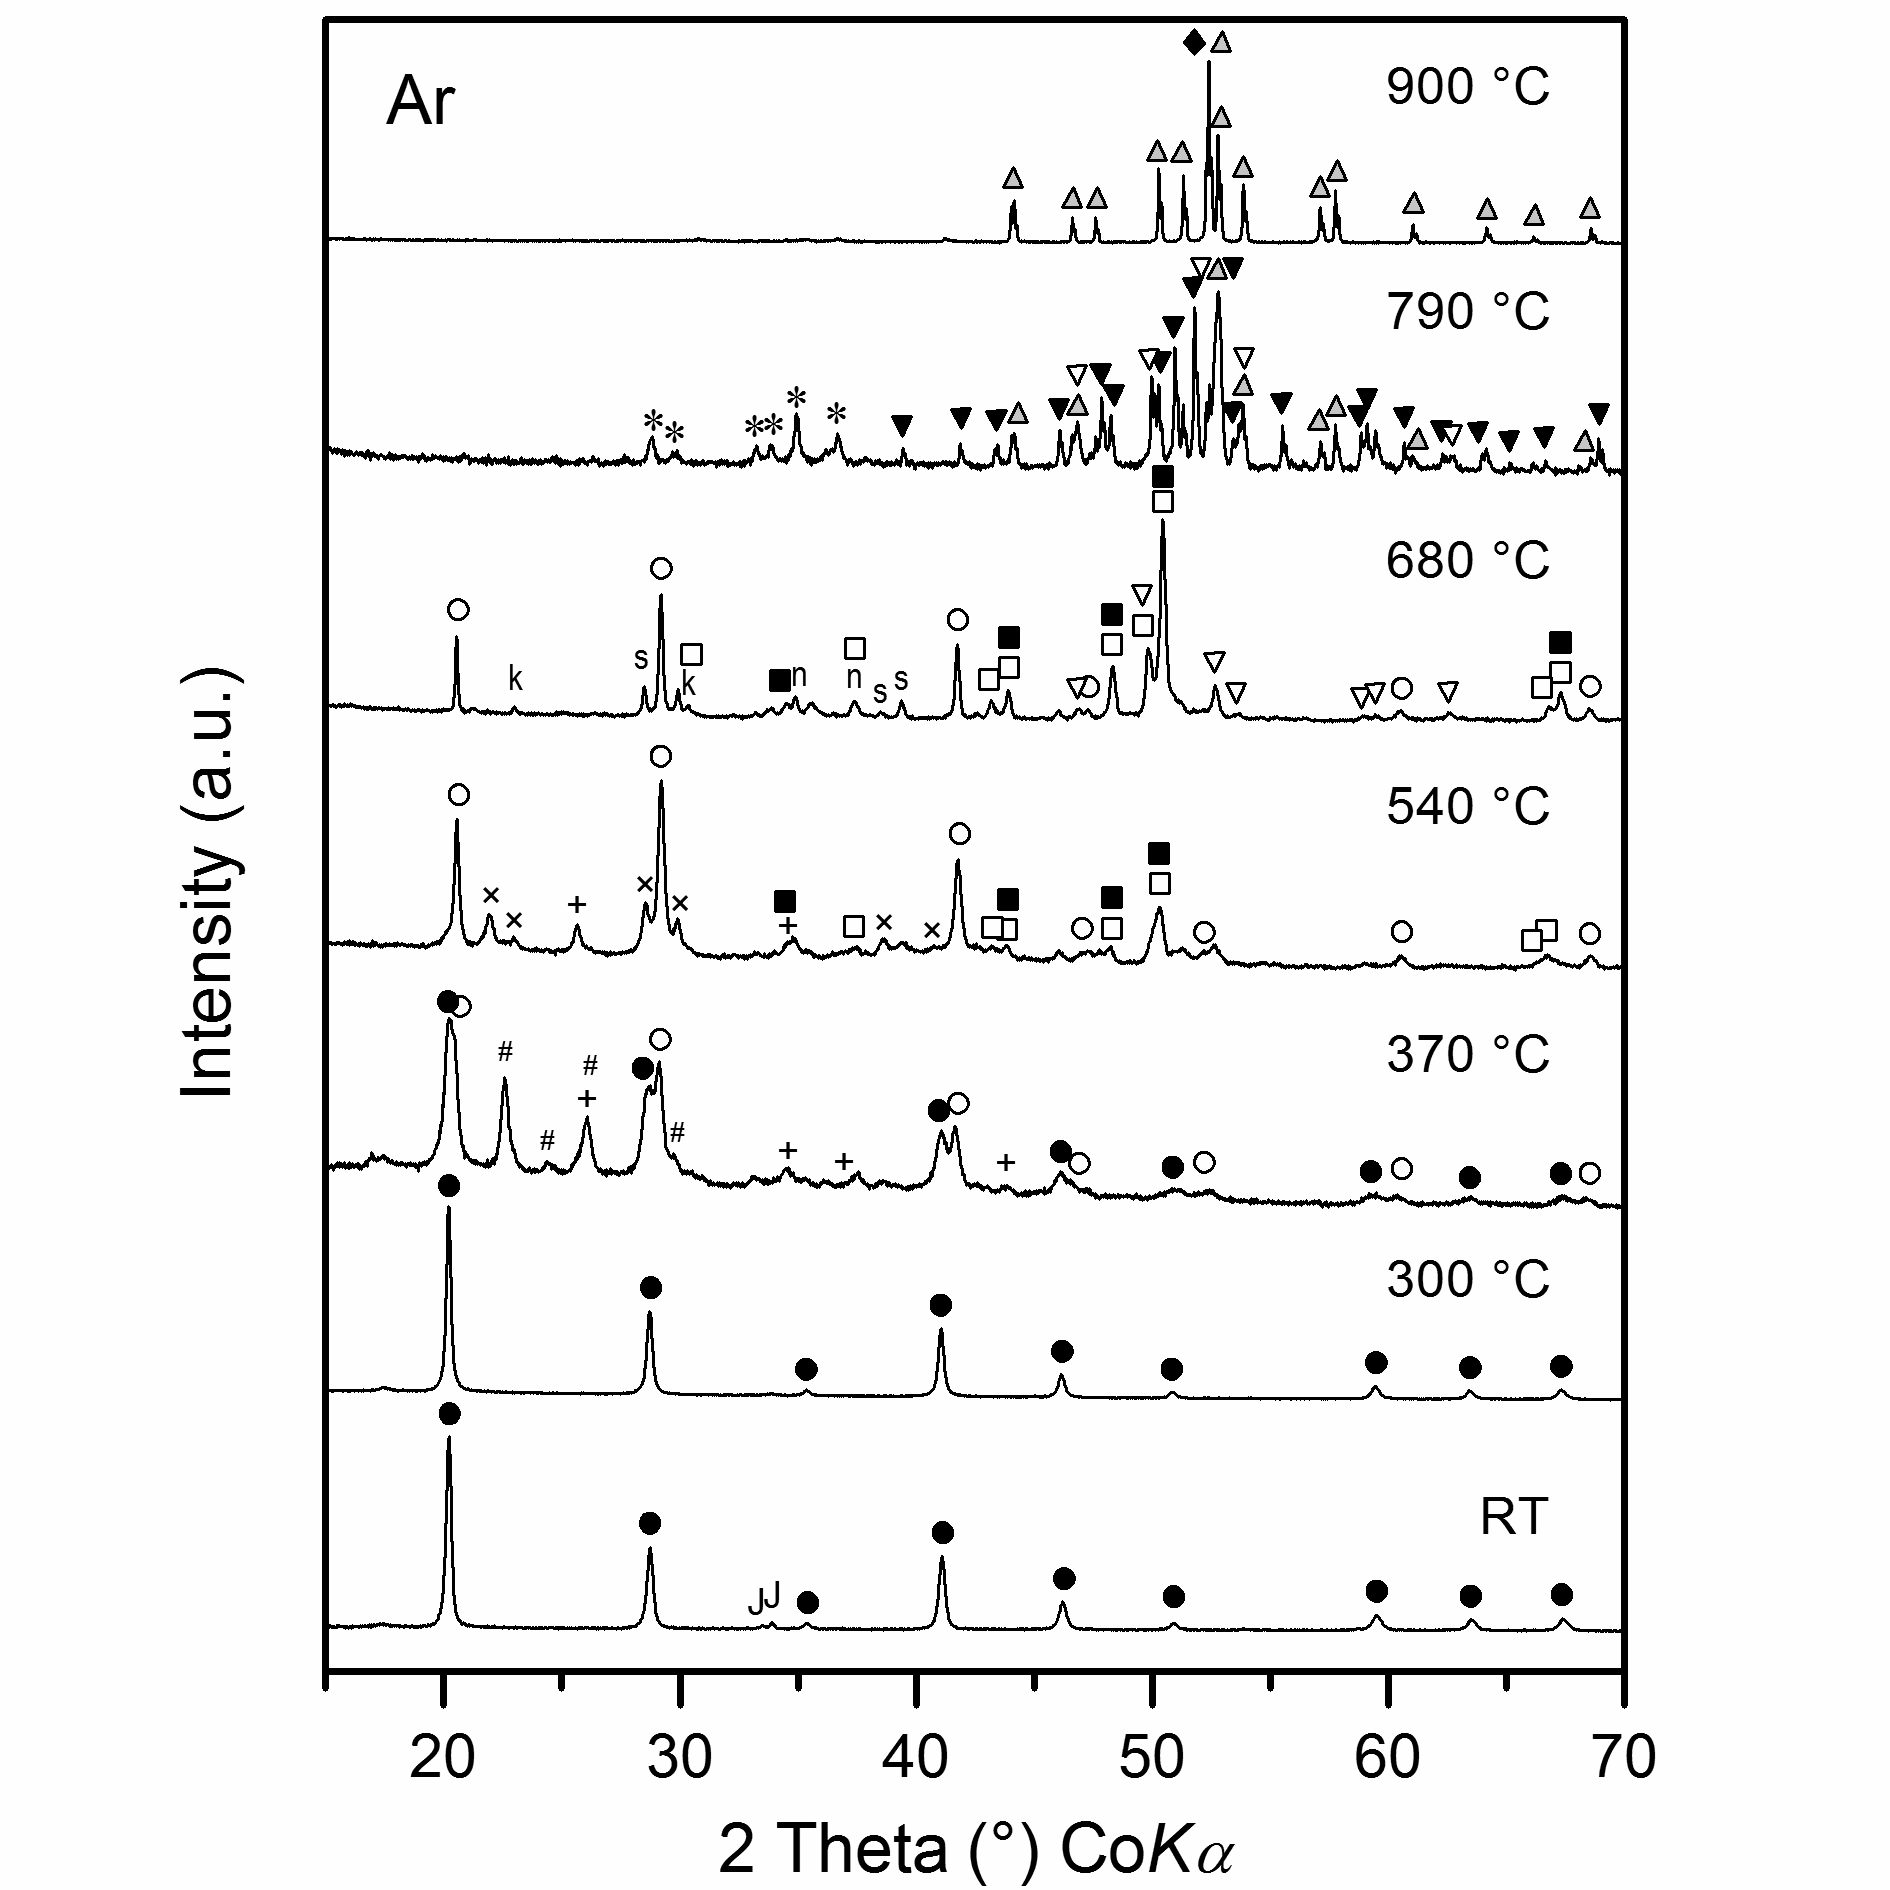 Ar
900 °C
790 °C
* * * * * *
680 °C
k s k n n s s
540 °C
× × + × × + × ×
370 °C
# # # + # + + +
300 °C
RT
J J
Intensity (a.u.)
20 30 40 50 60 70
2 Theta (°) CoKα